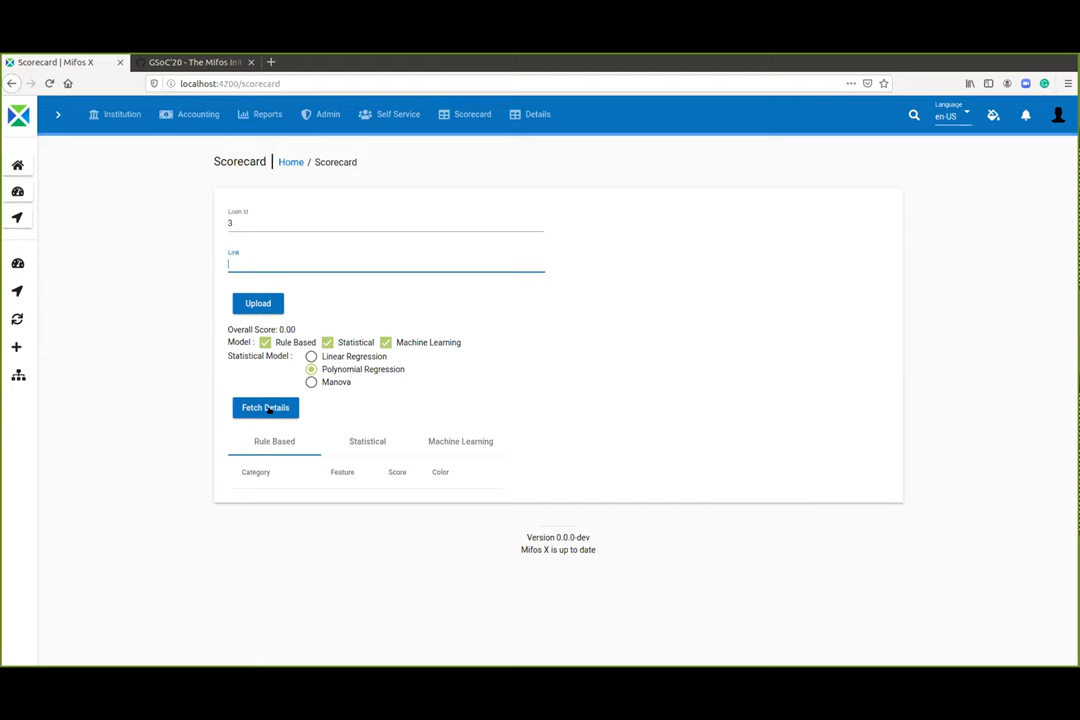 Scorecard | Mifos X
GSoC'20 - The Mifos Init
localhost:4200/scorecard
Institution Accounting Reports Admin Self Service Scorecard Details
Language
en-US
Scorecard Home / Scorecard
Loan Id
3
Link
Upload
Overall Score: 0.00
Model : Rule Based Statistical Machine Learning
Statistical Model : Linear Regression
Polynomial Regression
Manova
Fetch Details
Rule Based Statistical Machine Learning
Category Feature Score Color
Version 0.0.0-dev
Mifos X is up to date